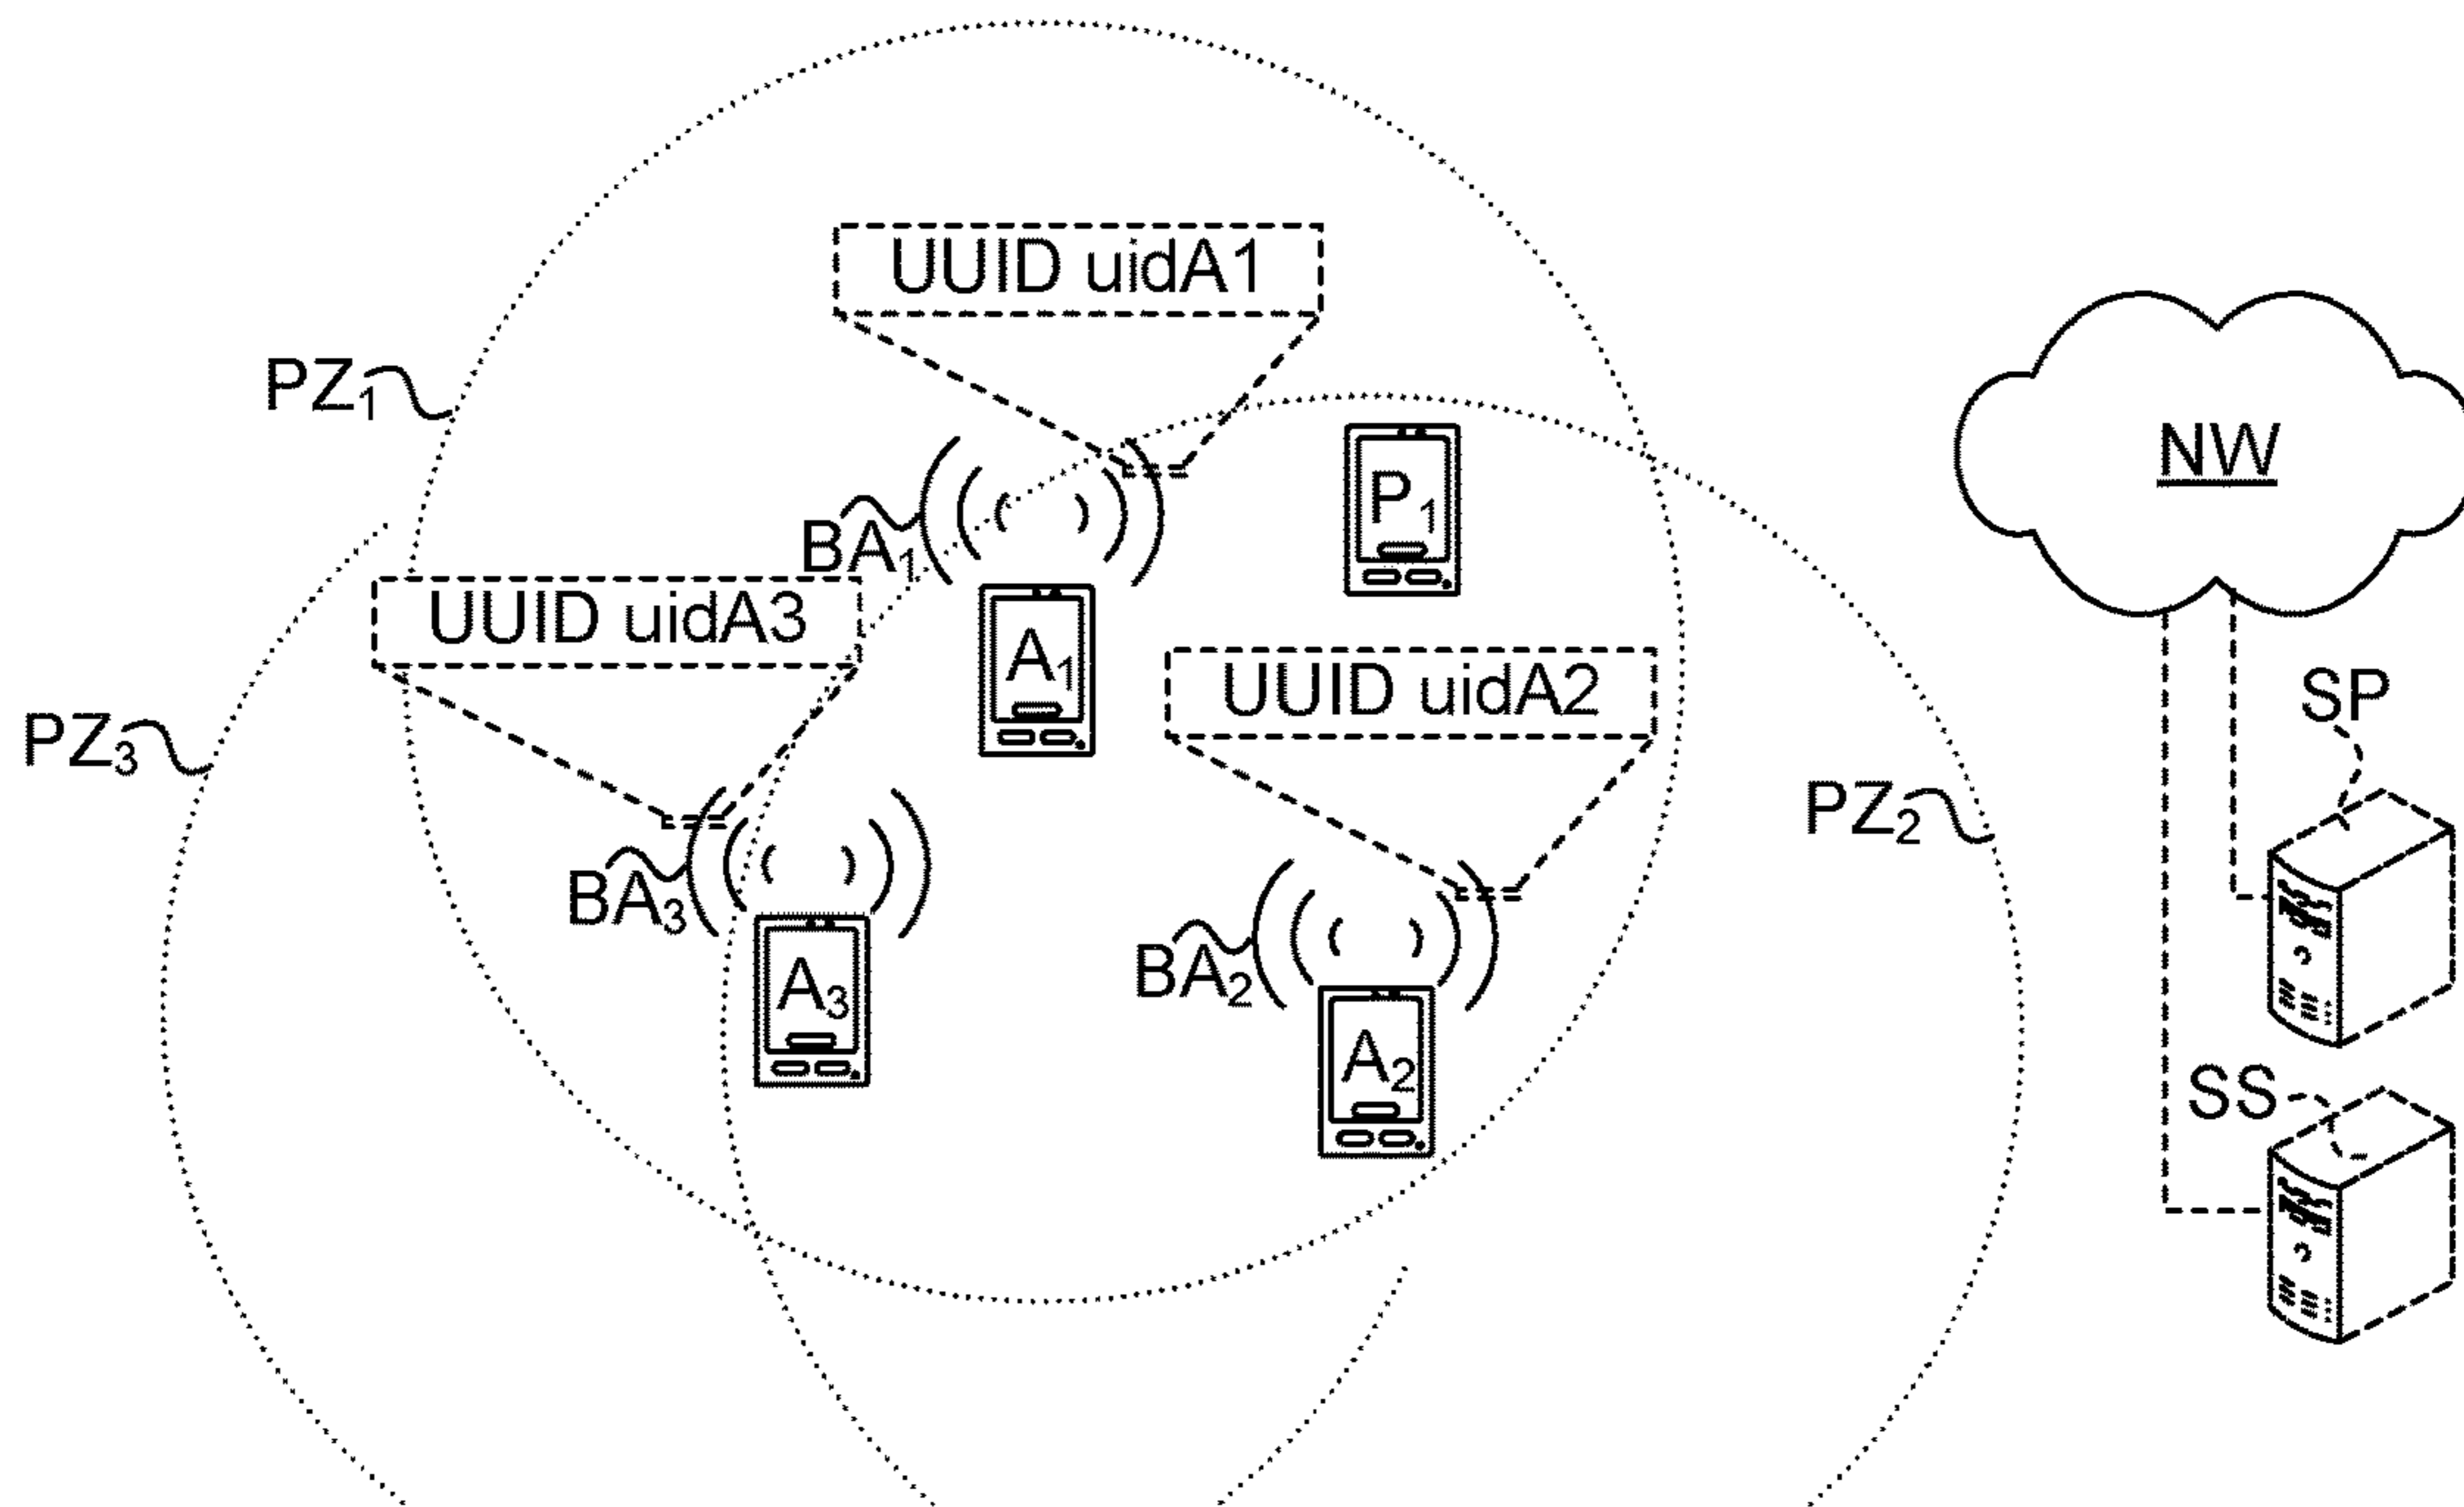 UUID uidA1
PZ₁
NW
P₁
BA₁
UUID uidA3
A₁
UUID uidA2
SP
PZ₃
PZ₂
BA₃
BA₂
A₃
A₂
SS